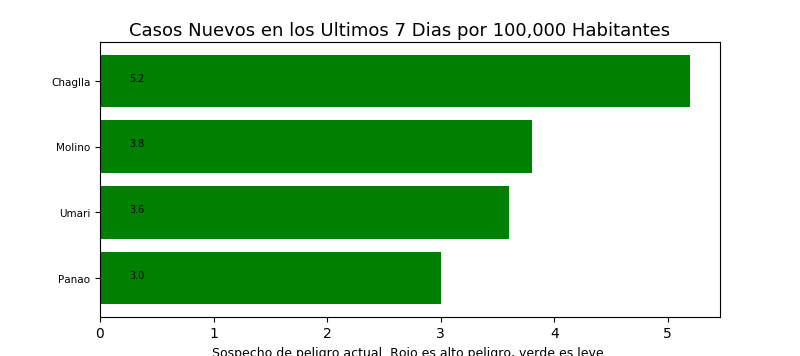 Casos Nuevos en los Ultimos 7 Dias por 100,000 Habitantes
Chaglla
5.2
Molino
3.8
Umari
3.6
Panao
3.0
0 1 2 3 4 5
Sospecho de peligro actual. Rojo es alto peligro, verde es leve